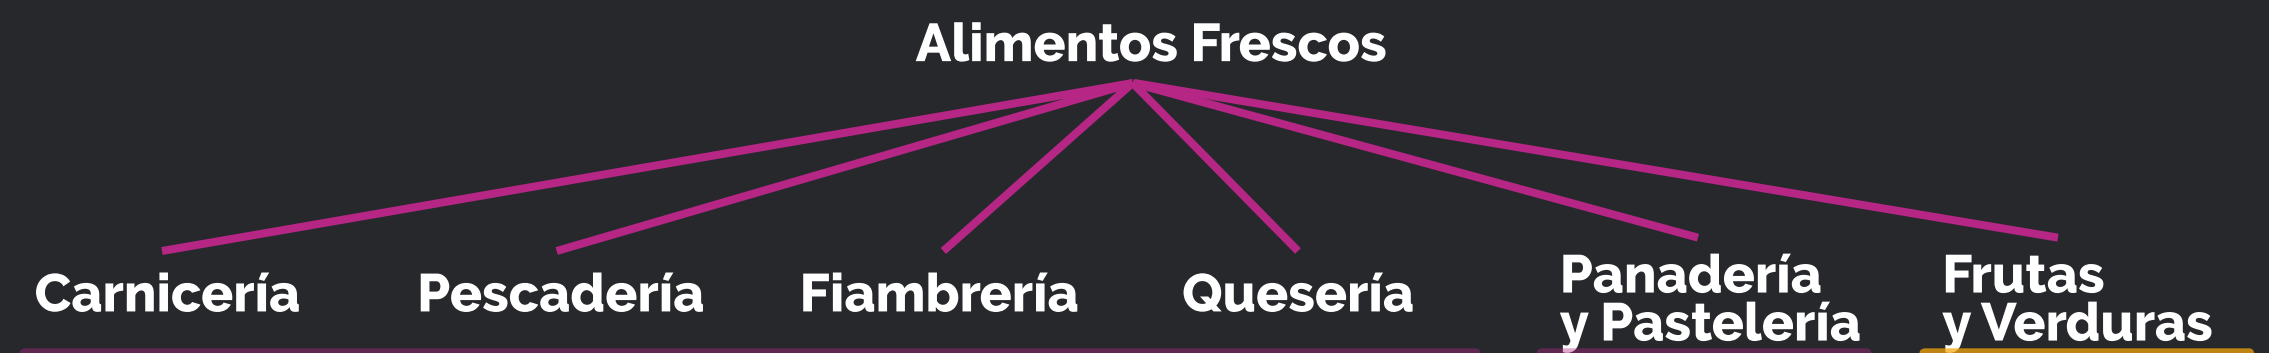 Alimentos Frescos
Carnicería
Pescadería
Fiambrería
Quesería
Panadería
y Pastelería
Frutas
y Verduras